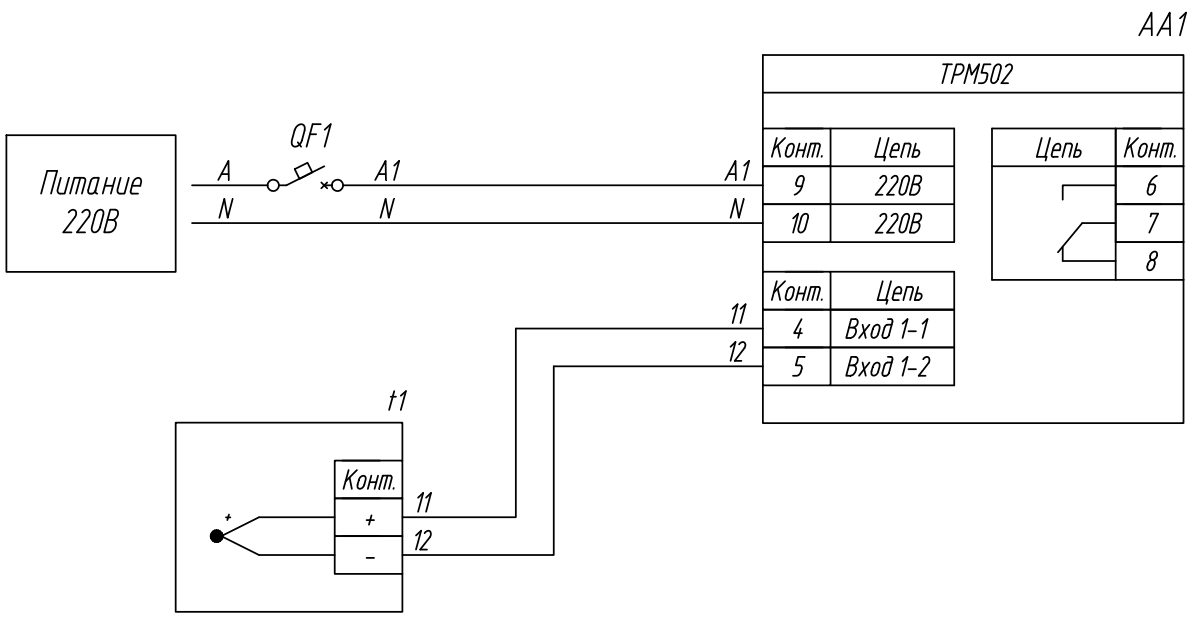 AA1
ТРМ502
Питание
220В
QF1
A
A1
A1
N
N
N
Конт. Цепь
9 220В
10 220В
Цепь Конт.
6
7
8
Конт. Цепь
4 Вход 1-1
5 Вход 1-2
11
12
t1
Конт.
+
-
+
11
12